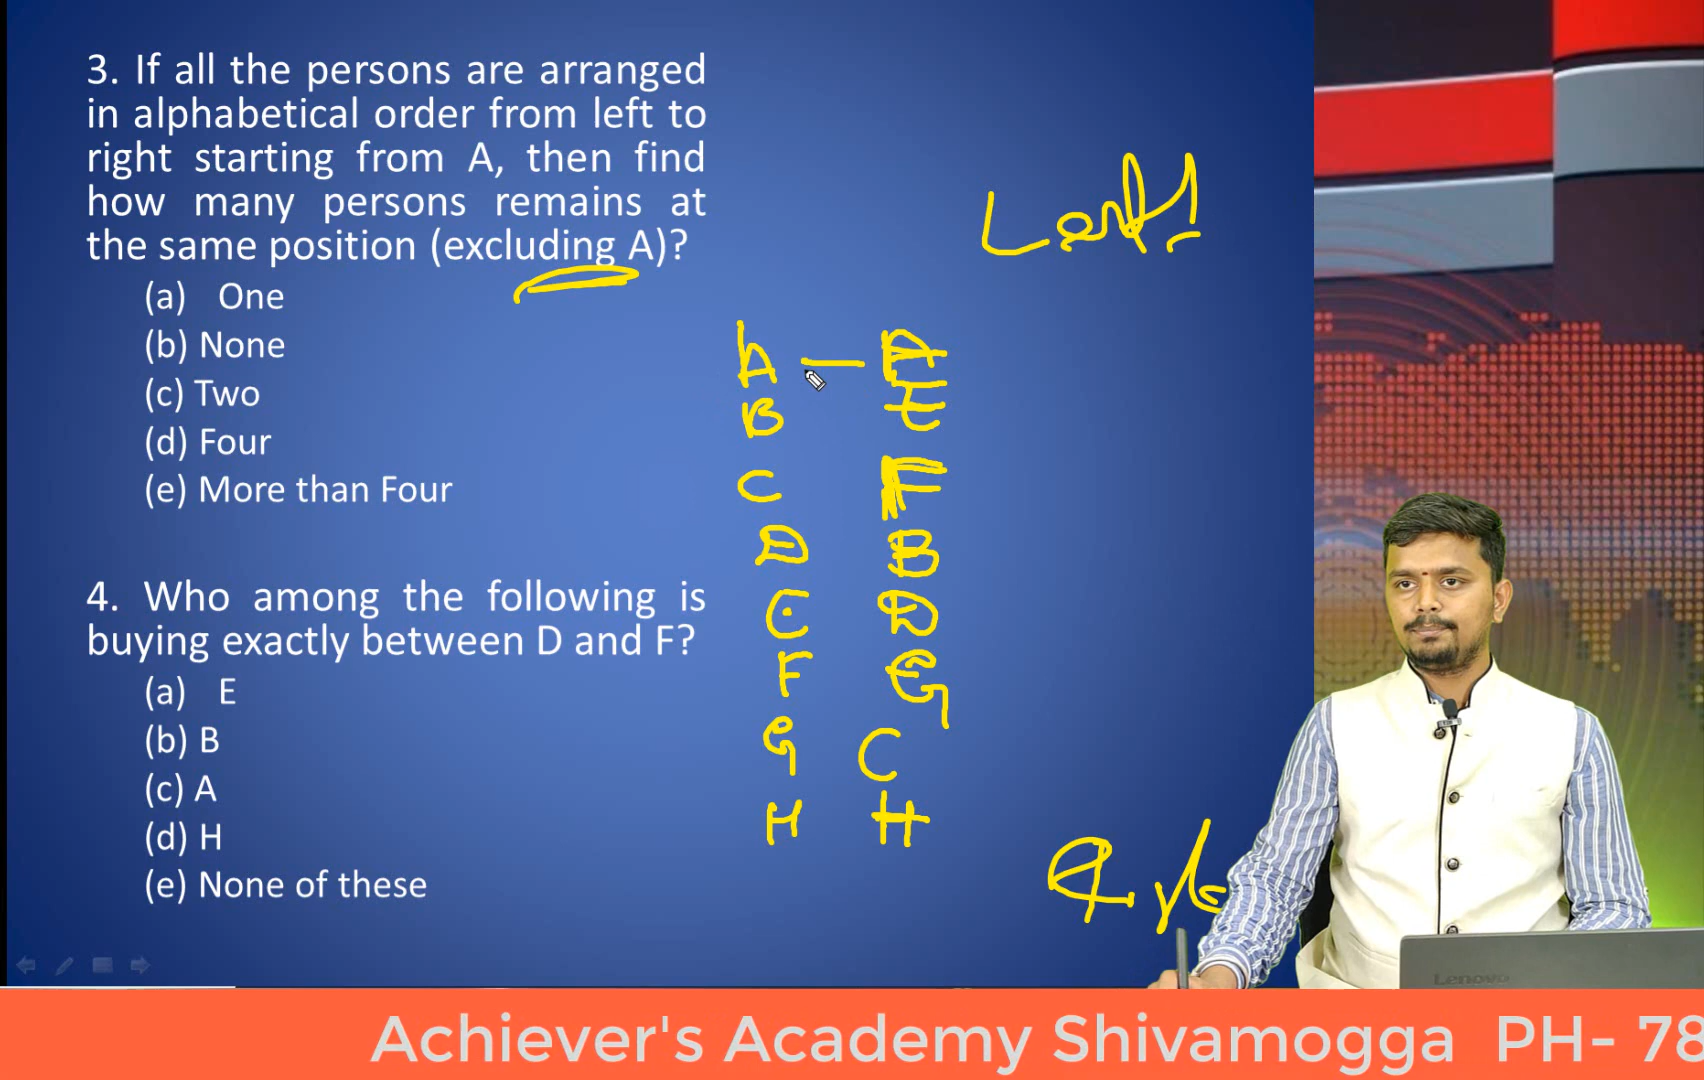 3. If all the persons are arranged
in alphabetical order from left to
right starting from A, then find
how many persons remains at
the same position (excluding A)?
(a) One
(b) None
(c) Two
(d) Four
(e) More than Four
4. Who among the following is
buying exactly between D and F?
(a) E
(b) B
(c) A
(d) H
(e) None of these
A – A
B E
C F
D B
E D
F G
G C
H H
Lenovo
Achiever's Academy Shivamogga PH- 78